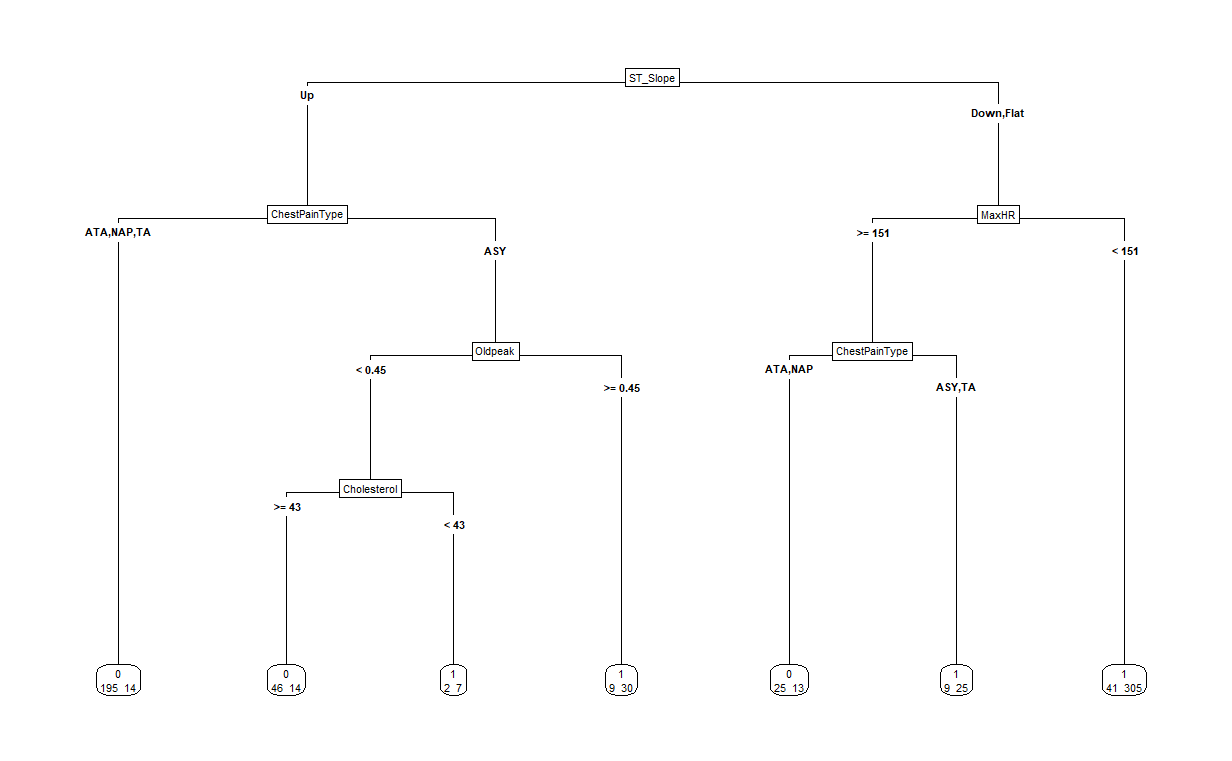 ST_Slope
Up
Down,Flat
ChestPainType
MaxHR
ATA,NAP,TA
ASY
>= 151
< 151
Oldpeak
ChestPainType
< 0.45
>= 0.45
ATA,NAP
ASY,TA
Cholesterol
>= 43
< 43
0
195 14
0
46 14
1
2 7
1
9 30
0
25 13
1
9 25
1
41 305